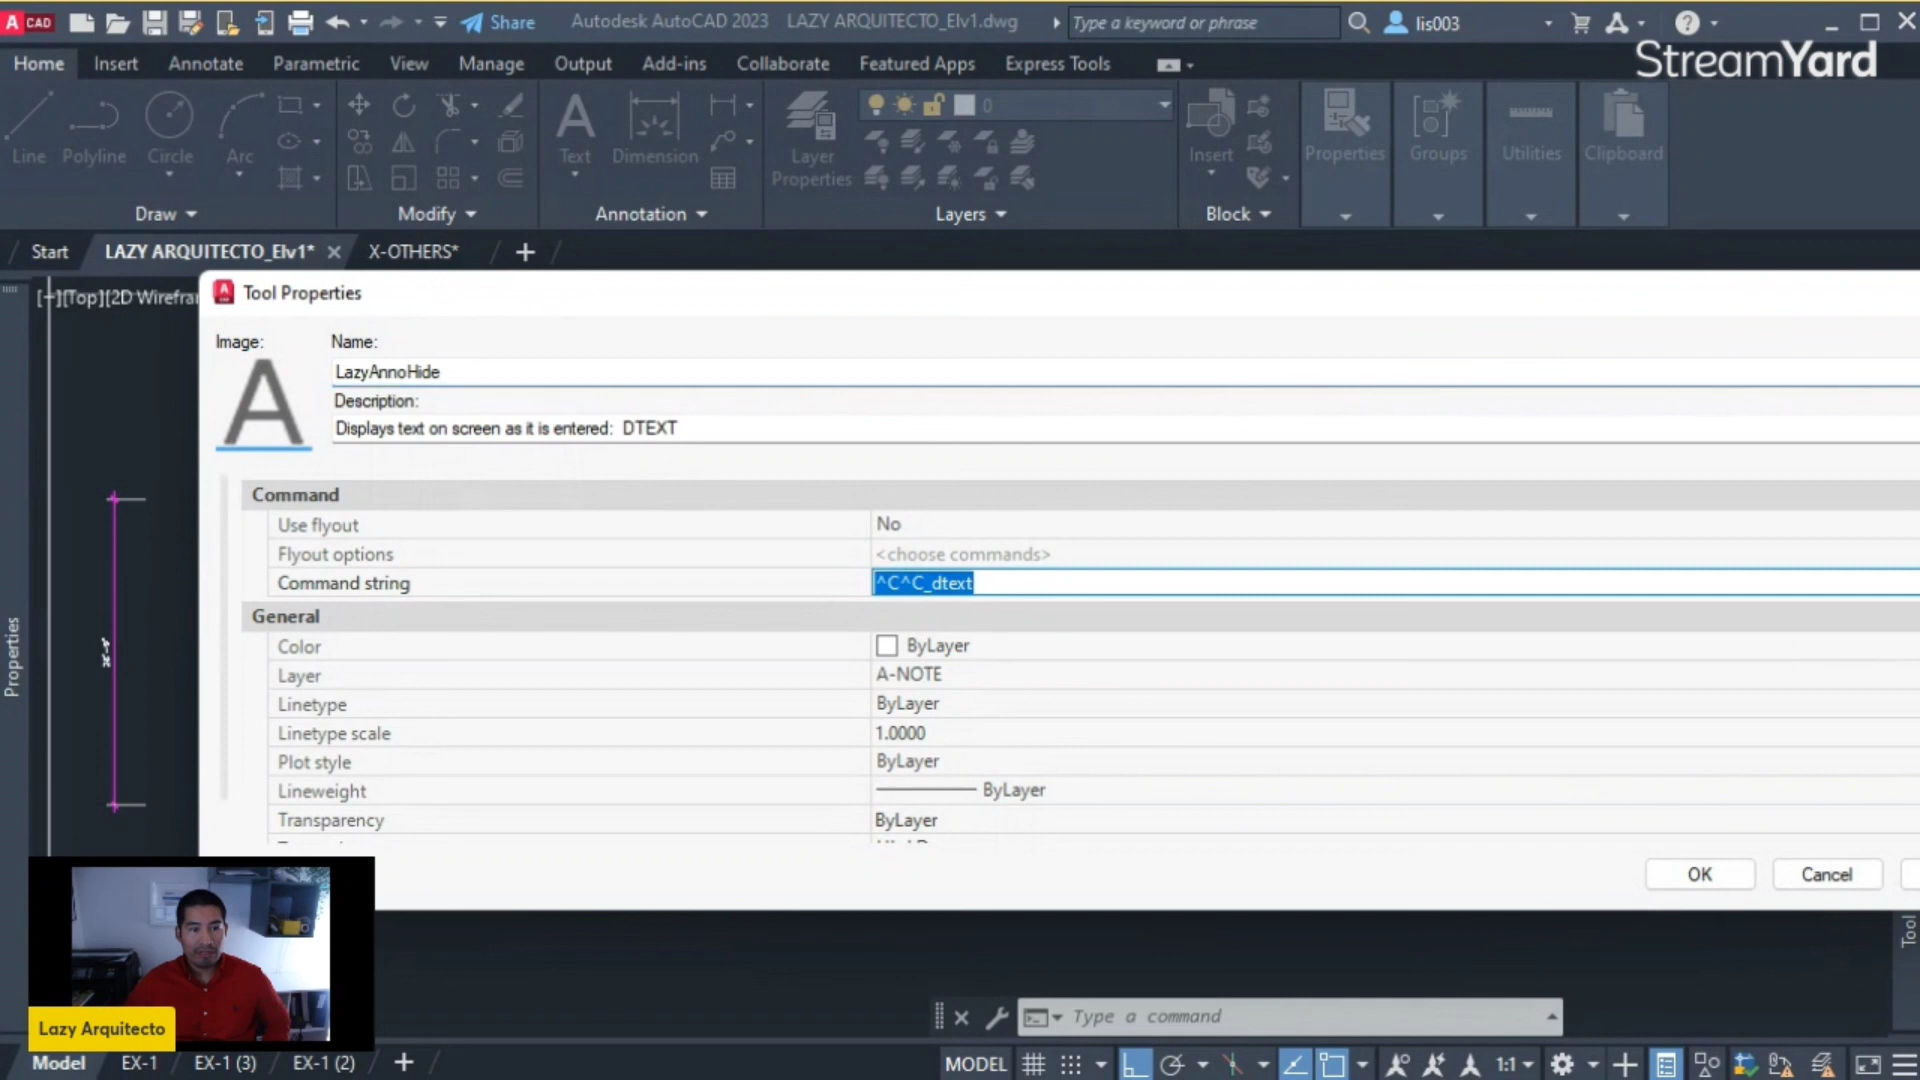 A CAD
Share
Autodesk AutoCAD 2023 LAZY ARQUITECTO_Elv1.dwg
Type a keyword or phrase
lis003
StreamYard
Home Insert Annotate Parametric View Manage Output Add-ins Collaborate Featured Apps Express Tools
0
Line Polyline Circle Arc Text Dimension Layer Properties Insert Properties Groups Utilities Clipboard
Draw Modify Annotation Layers Block
Start LAZY ARQUITECTO_Elv1* X-OTHERS*
[-][Top][2D Wirefra
Tool Properties
Image: Name:
LazyAnnoHide
Description:
Displays text on screen as it is entered: DTEXT
Command
Use flyout No
Flyout options <choose commands>
Command string ^C^C_dtext
General
Color ByLayer
Layer A-NOTE
Linetype ByLayer
Linetype scale 1.0000
Plot style ByLayer
Lineweight ByLayer
Transparency ByLayer
OK Cancel
Properties
Tool
Lazy Arquitecto
Type a command
Model EX-1 EX-1 (3) EX-1 (2)
MODEL 1:1